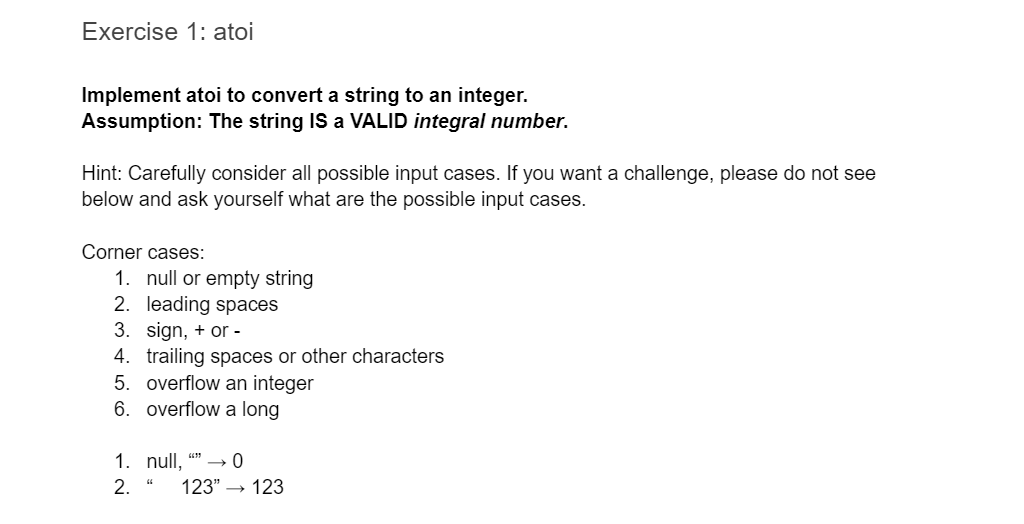 Exercise 1: atoi
Implement atoi to convert a string to an integer.
Assumption: The string IS a VALID integral number.
Hint: Carefully consider all possible input cases. If you want a challenge, please do not see
below and ask yourself what are the possible input cases.
Corner cases:
1. null or empty string
2. leading spaces
3. sign, + or -
4. trailing spaces or other characters
5. overflow an integer
6. overflow a long
1. null, “” → 0
2. “    123” → 123